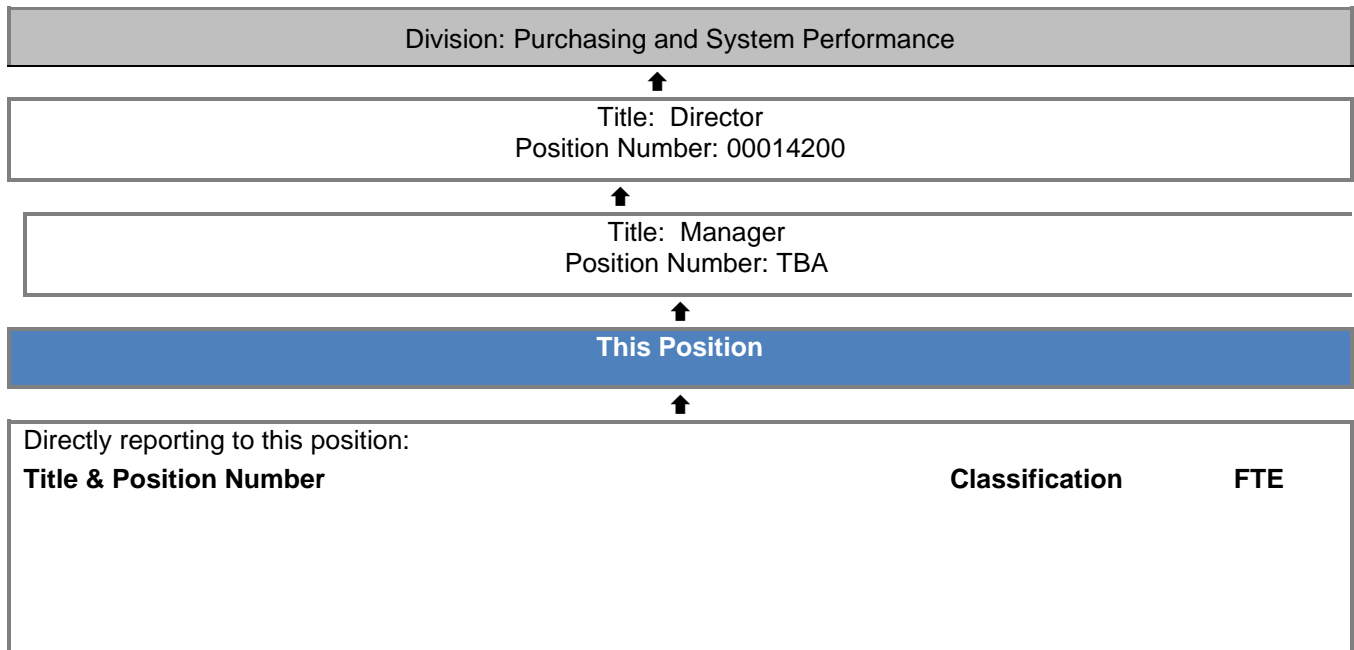 Division: Purchasing and System Performance
Title: Director
Position Number: 00014200
Title: Manager
Position Number: TBA
This Position
Directly reporting to this position:
Title & Position Number Classification FTE